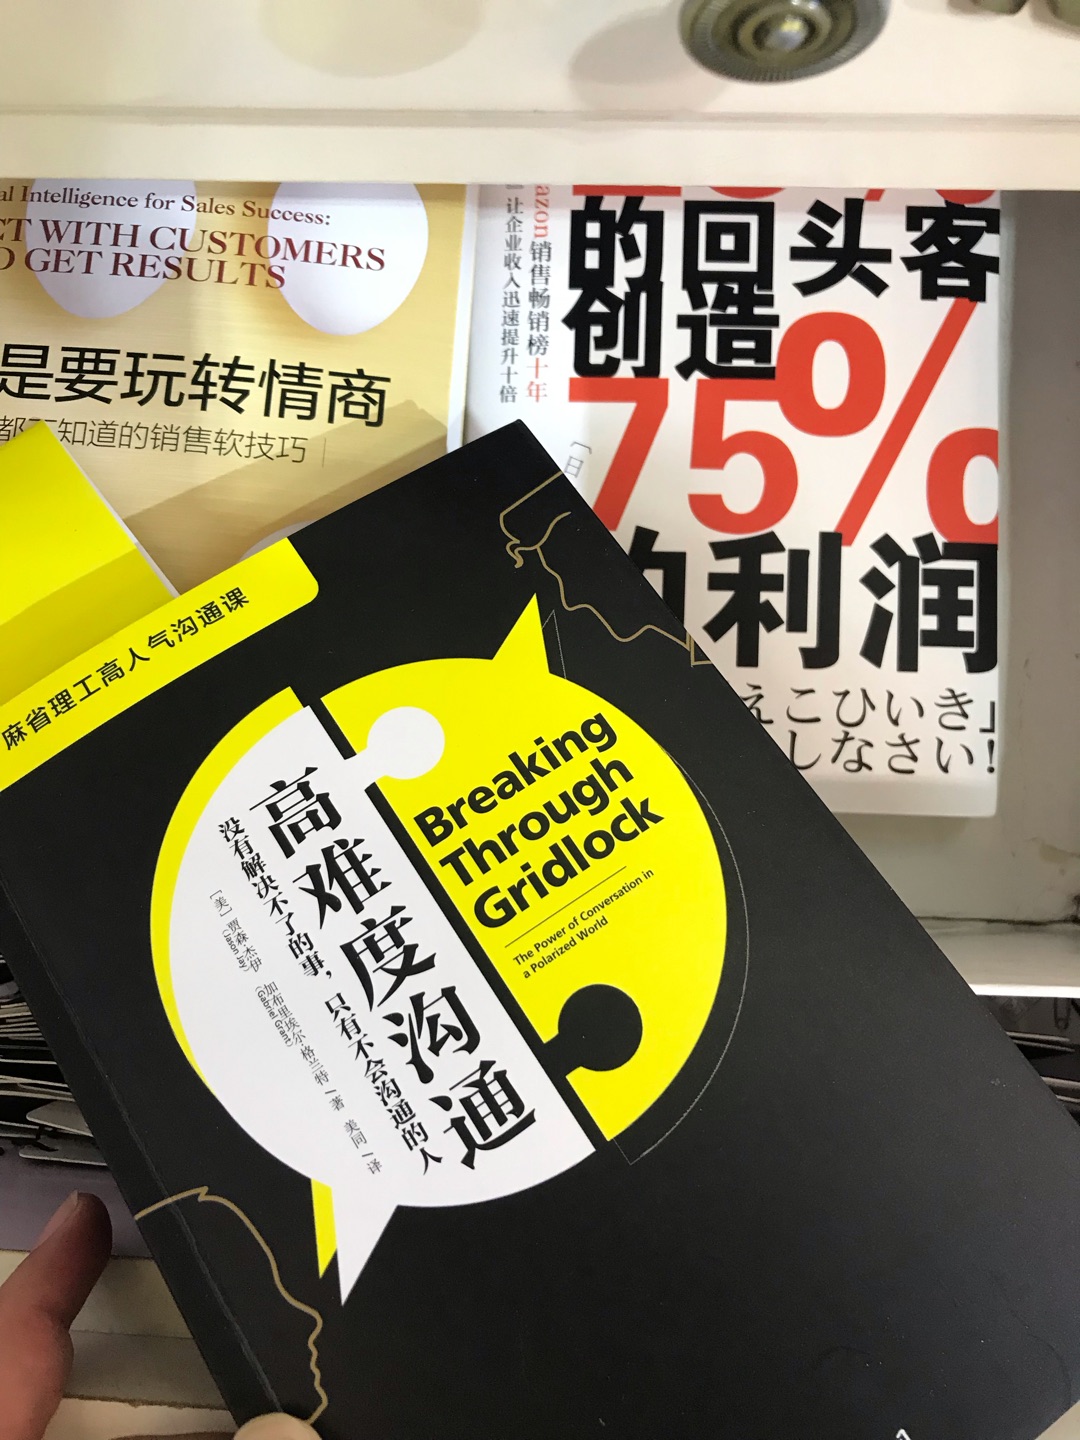 al Intelligence for Sales Success:
CT WITH CUSTOMERS
O GET RESULTS
是要玩转情商
知道的销售软技巧
azon销售畅销榜十年
让企业收入迅速提升十倍
的回头客
创造
75%
的利润
えこひいき」
しなさい!
麻省理工高人气沟通课
高难度沟通
没有解决不了的事，只有不会沟通的人
[美] 贾森·杰伊 (Jason Jay) 加布里埃尔·格兰特 (Gabriel Grant) 著 美同 译
Breaking
Through
Gridlock
The Power of Conversation in
a Polarized World